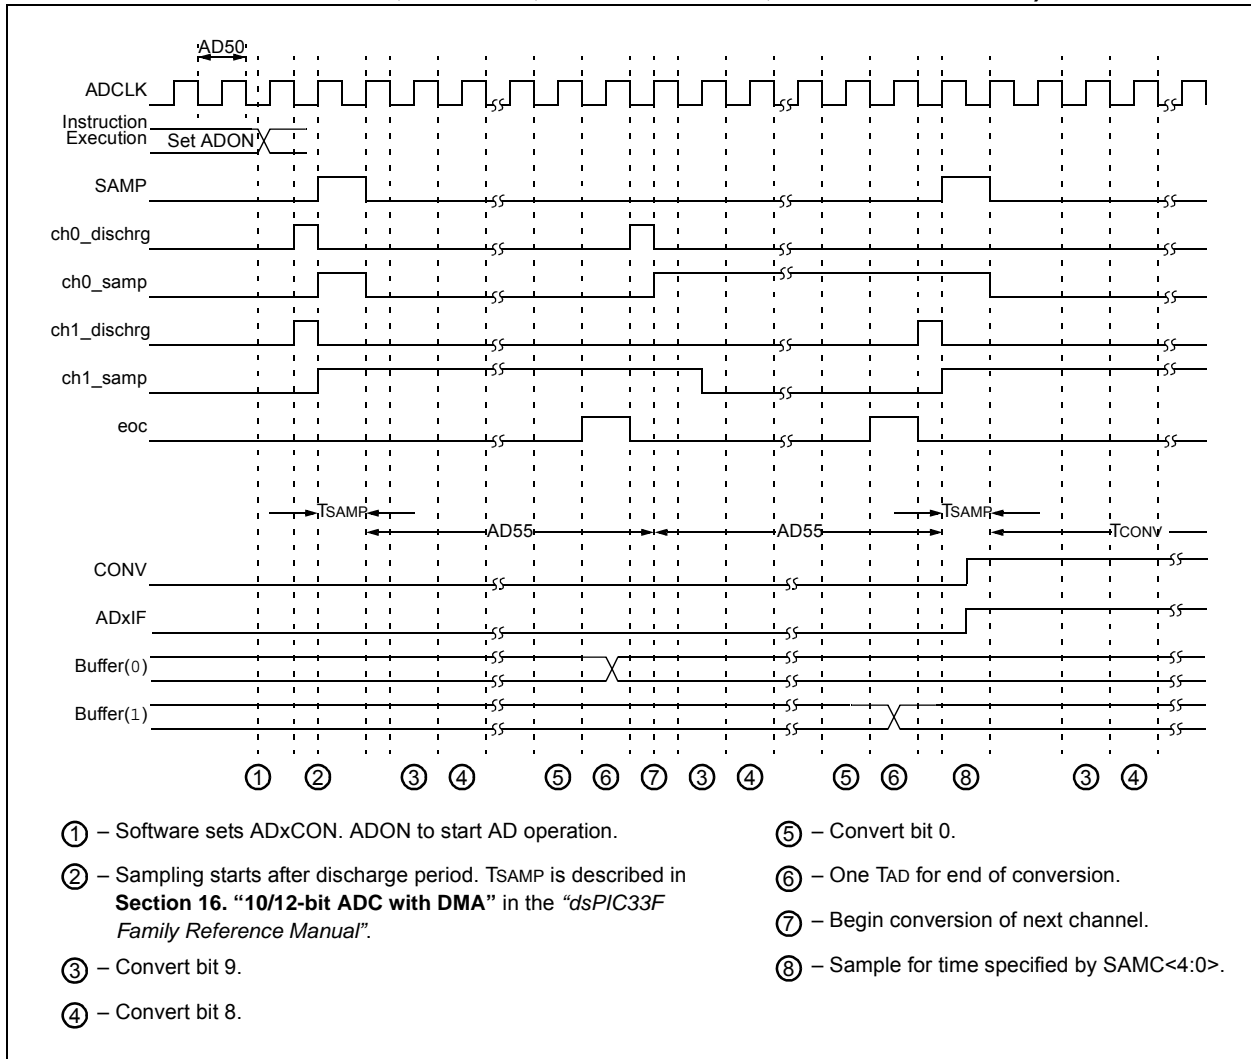 AD50
ADCLK
Instruction
Execution
Set ADON
SAMP
ch0_dischrg
ch0_samp
ch1_dischrg
ch1_samp
eoc
TSAMP TSAMP
AD55 AD55 TCONV
CONV
ADxIF
Buffer(0)
Buffer(1)
1 2 3 4 5 6 7 3 4 5 6 8 3 4
1 – Software sets ADxCON. ADON to start AD operation.
2 – Sampling starts after discharge period. TSAMP is described in
Section 16. “10/12-bit ADC with DMA” in the “dsPIC33F
Family Reference Manual”.
3 – Convert bit 9.
4 – Convert bit 8.
5 – Convert bit 0.
6 – One TAD for end of conversion.
7 – Begin conversion of next channel.
8 – Sample for time specified by SAMC<4:0>.